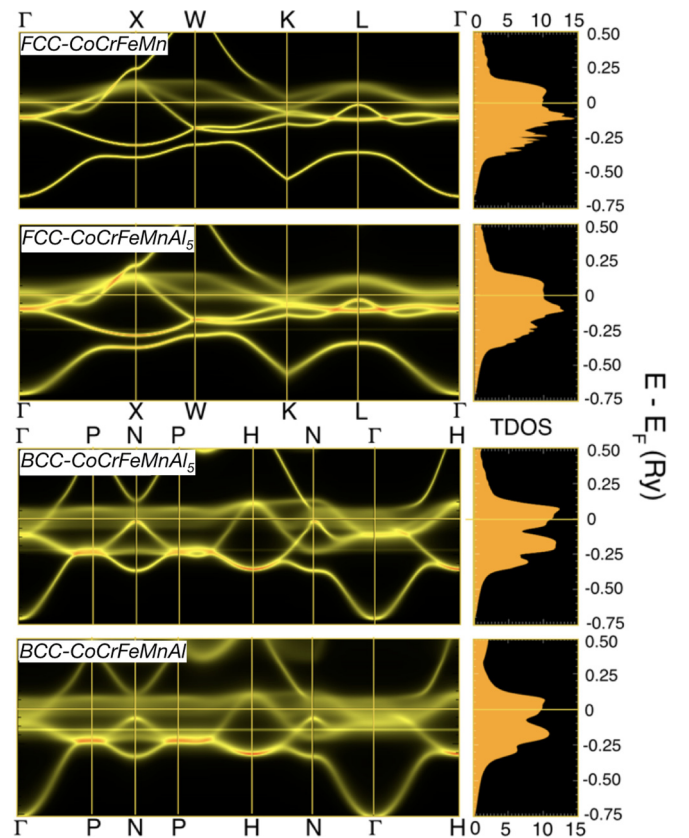 Γ X W K L Γ 0 5 10 15
FCC-CoCrFeMn
0.50
0.25
0
-0.25
-0.50
-0.75
FCC-CoCrFeMnAl₅
0.50
0.25
0
-0.25
-0.50
-0.75
Γ X W K L Γ
E - E_F (Ry)
Γ P N P H N Γ H TDOS
BCC-CoCrFeMnAl₅
0.50
0.25
0
-0.25
-0.50
-0.75
BCC-CoCrFeMnAl
0.50
0.25
0
-0.25
-0.50
-0.75
Γ P N P H N Γ H 0 5 10 15